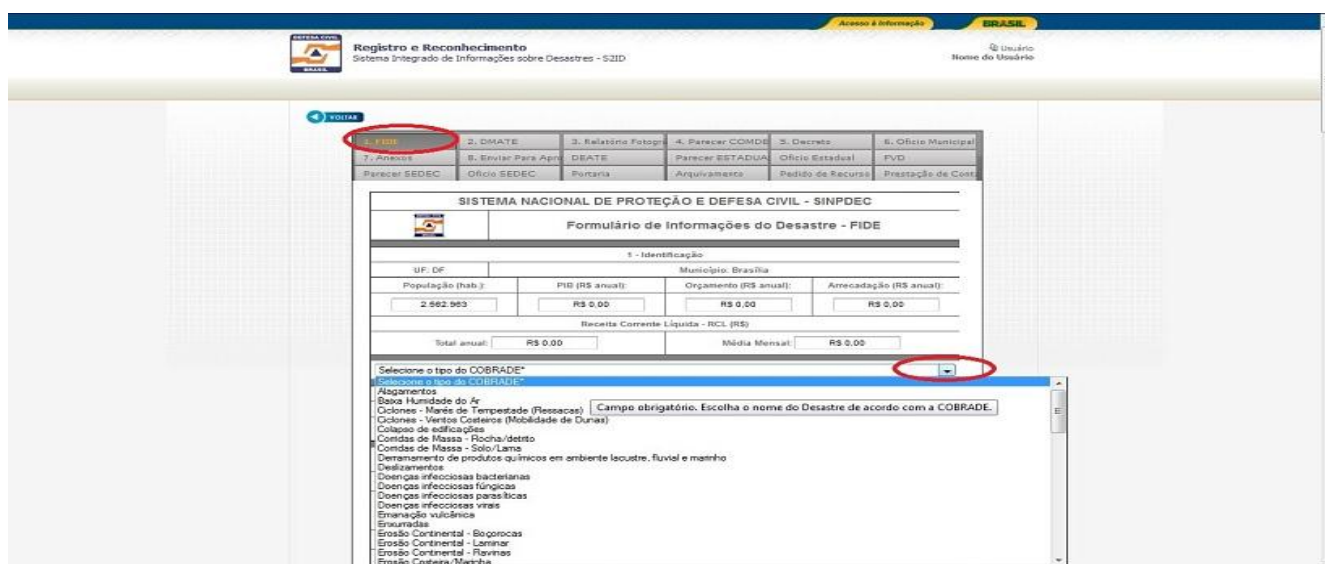 Acesso à informação BRASIL
DEFESA CIVIL
BRASIL
Registro e Reconhecimento
Sistema Integrado de Informações sobre Desastres - S2ID
Usuário
Nome do Usuário
VOLTAR
1. FIDE 2. DMATE 3. Relatório Fotogr 4. Parecer COMDE 5. Decreto 6. Ofício Municipal
7. Anexos 8. Enviar Para Apro DEATE Parecer ESTADUA Ofício Estadual FVD
Parecer SEDEC Ofício SEDEC Portaria Arquivamento Pedido de Recurso Prestação de Conta
SISTEMA NACIONAL DE PROTEÇÃO E DEFESA CIVIL - SINPDEC
Formulário de Informações do Desastre - FIDE
1 - Identificação
UF: DF Município: Brasília
População (hab.): PIB (R$ anual): Orçamento (R$ anual): Arrecadação (R$ anual):
2.562.963 R$ 0,00 R$ 0,00 R$ 0,00
Receita Corrente Líquida - RCL (R$)
Total anual: R$ 0,00 Média Mensal: R$ 0,00
Selecione o tipo do COBRADE*
Selecione o tipo do COBRADE*
Alagamentos
Baixa Humidade do Ar
Ciclones - Marés de Tempestade (Ressacas)
Campo obrigatório. Escolha o nome do Desastre de acordo com a COBRADE.
Ciclones - Ventos Costeiros (Mobilidade de Dunas)
Colapso de edificações
Corridas de Massa - Rocha/detrito
Corridas de Massa - Solo/Lama
Derramamento de produtos químicos em ambiente lacustre, fluvial e marinho
Deslizamentos
Doenças infecciosas bacterianas
Doenças infecciosas fúngicas
Doenças infecciosas parasíticas
Doenças infecciosas virais
Emanação vulcânica
Enxurradas
Erosão Continental - Boçorocas
Erosão Continental - Laminar
Erosão Continental - Ravinas
Erosão Costeira/Marinha